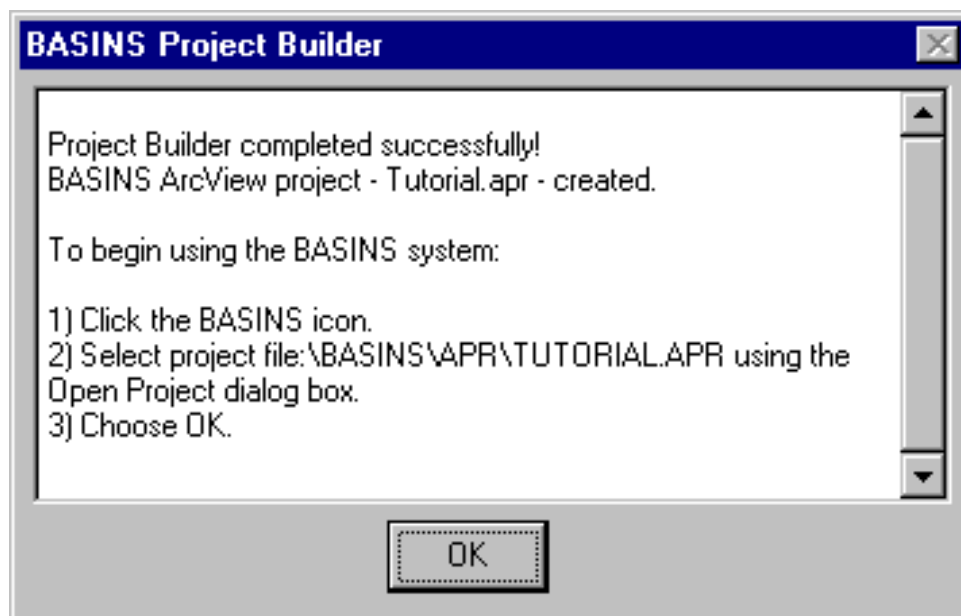 BASINS Project Builder
Project Builder completed successfully!
BASINS ArcView project - Tutorial.apr - created.
To begin using the BASINS system:
1) Click the BASINS icon.
2) Select project file:\BASINS\APR\TUTORIAL.APR using the
Open Project dialog box.
3) Choose OK.
OK